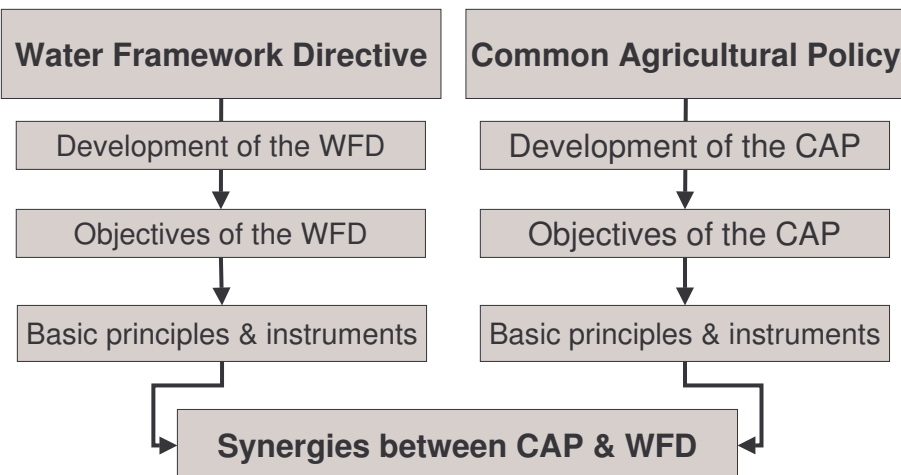 Water Framework Directive
Development of the WFD
Objectives of the WFD
Basic principles & instruments
Common Agricultural Policy
Development of the CAP
Objectives of the CAP
Basic principles & instruments
Synergies between CAP & WFD